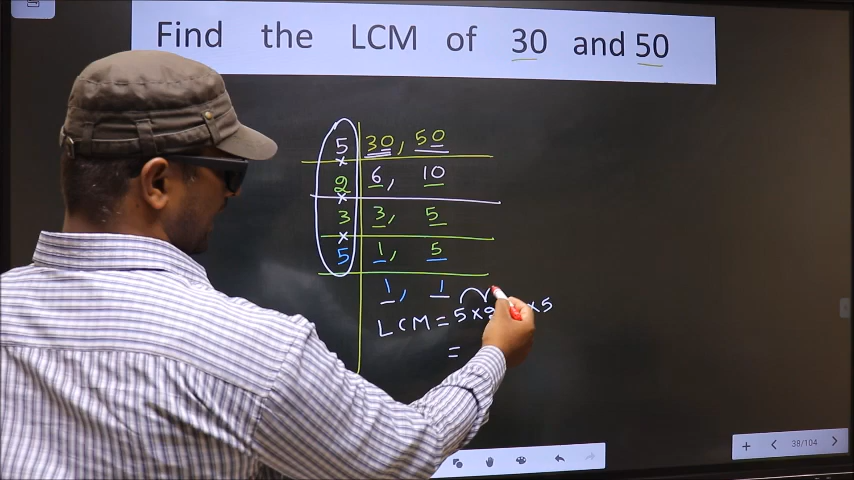 Find the LCM of 30 and 50
5 30, 50
×
2 6, 10
×
3 3, 5
×
5 1, 5
1, 1
LCM = 5 × 2 × 5
=
+ < 38/104 >